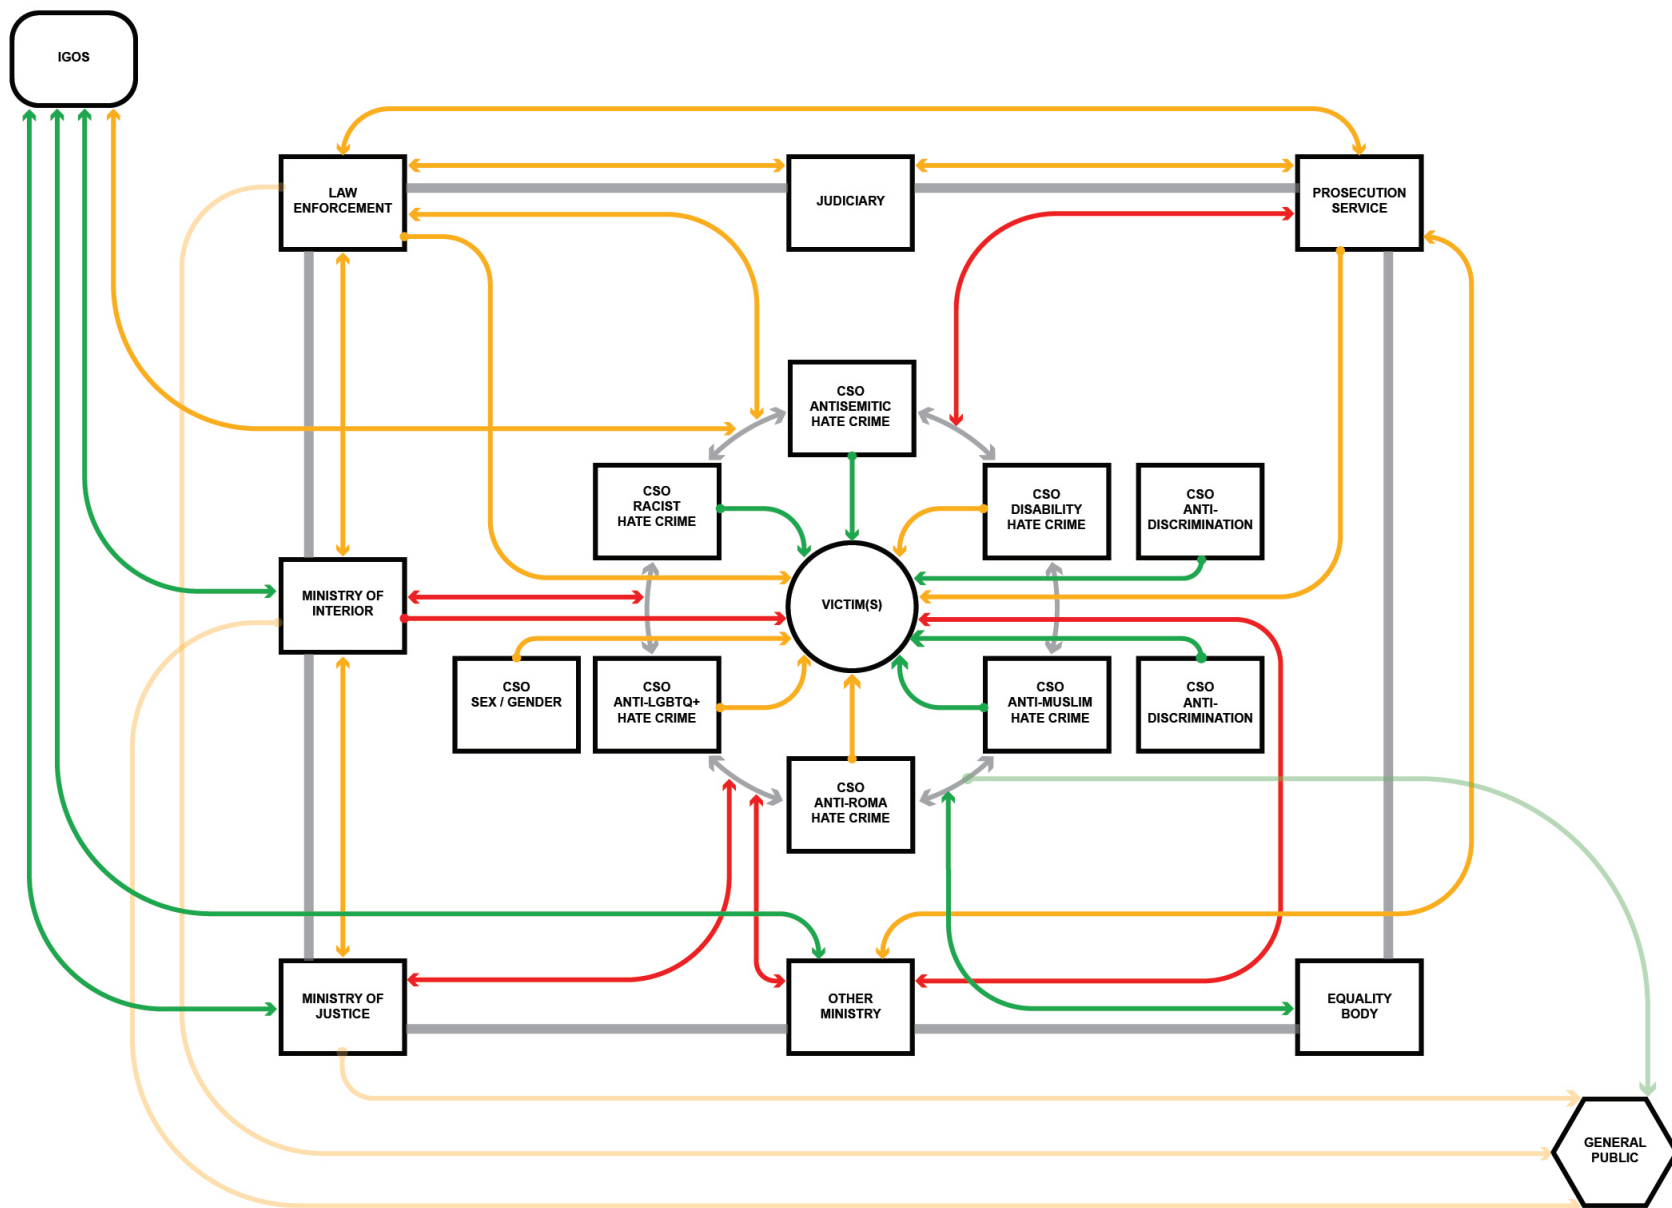 IGOS
LAW
ENFORCEMENT
JUDICIARY
PROSECUTION
SERVICE
CSO
ANTISEMITIC
HATE CRIME
CSO
RACIST
HATE CRIME
CSO
DISABILITY
HATE CRIME
CSO
ANTI-
DISCRIMINATION
MINISTRY OF
INTERIOR
VICTIM(S)
CSO
SEX / GENDER
CSO
ANTI-LGBTQ+
HATE CRIME
CSO
ANTI-MUSLIM
HATE CRIME
CSO
ANTI-
DISCRIMINATION
CSO
ANTI-ROMA
HATE CRIME
MINISTRY OF
JUSTICE
OTHER
MINISTRY
EQUALITY
BODY
GENERAL
PUBLIC